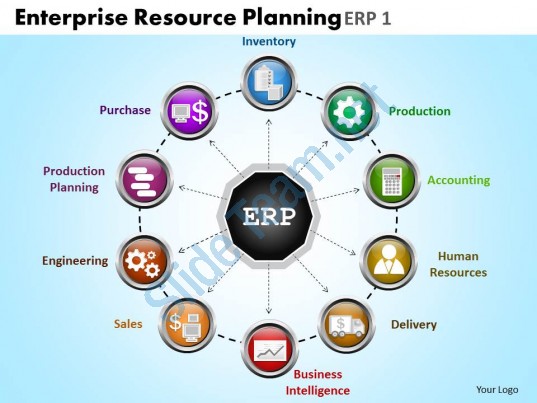 Enterprise Resource Planning ERP 1
Inventory
Purchase
$
Production
Production
Planning
Accounting
ERP
Engineering
Human
Resources
Sales
$
Delivery
$
Business
Intelligence
Your Logo
SlideTeam.net